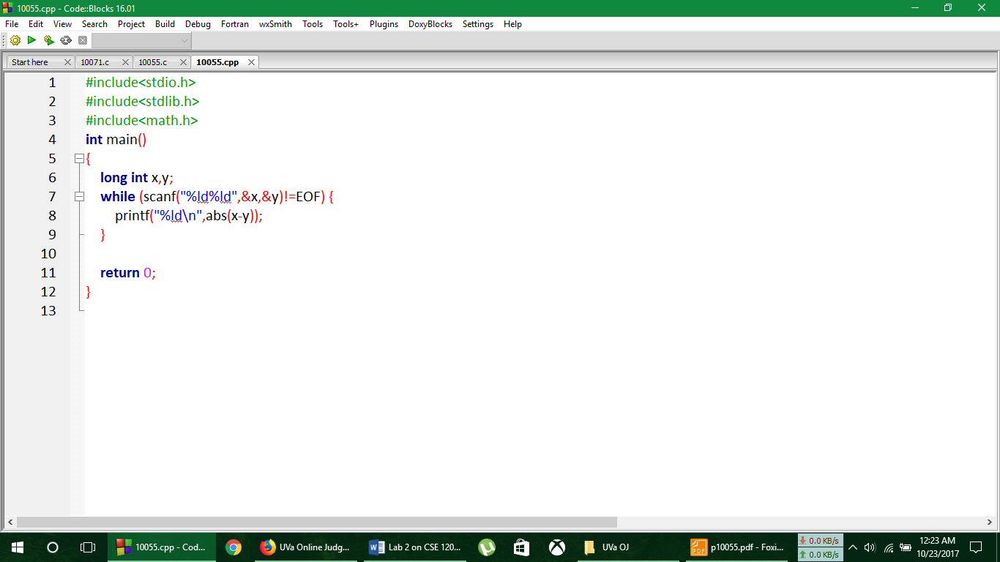 10055.cpp - Code::Blocks 16.01
File Edit View Search Project Build Debug Fortran wxSmith Tools Tools+ Plugins DoxyBlocks Settings Help
Start here 10071.c 10055.c 10055.cpp
1 #include<stdio.h>
2 #include<stdlib.h>
3 #include<math.h>
4 int main()
5 {
6 long int x,y;
7 while (scanf("%ld%ld",&x,&y)!=EOF) {
8 printf("%ld\n",abs(x-y));
9 }
10
11 return 0;
12 }
13
10055.cpp - Cod... UVa Online Judg... Lab 2 on CSE 120... UVa OJ p10055.pdf - Foxi... 0.0 KB/s 12:23 AM
0.0 KB/s 10/23/2017